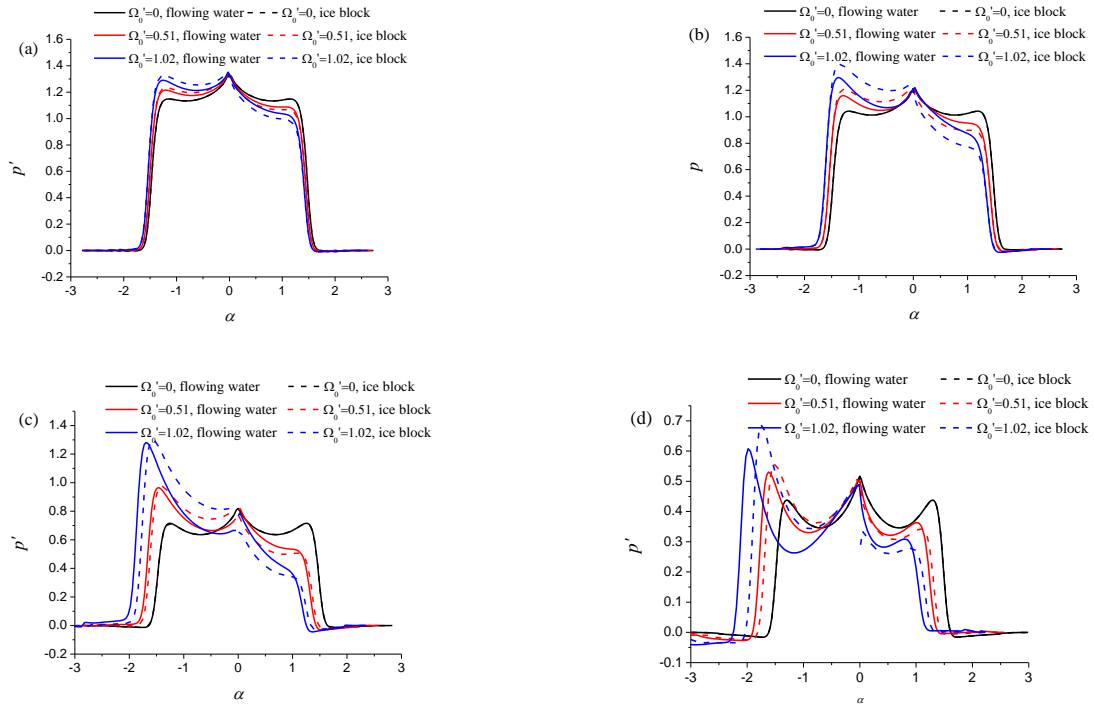 (a)
Ω₀'=0, flowing water Ω₀'=0, ice block
Ω₀'=0.51, flowing water Ω₀'=0.51, ice block
Ω₀'=1.02, flowing water Ω₀'=1.02, ice block
1.6
1.4
1.2
1.0
0.8
0.6
0.4
0.2
0.0
-0.2
p'
-3 -2 -1 0 1 2 3
α
(b)
Ω₀'=0, flowing water Ω₀'=0, ice block
Ω₀'=0.51, flowing water Ω₀'=0.51, ice block
Ω₀'=1.02, flowing water Ω₀'=1.02, ice block
1.6
1.4
1.2
1.0
0.8
0.6
0.4
0.2
0.0
-0.2
p
-3 -2 -1 0 1 2 3
α
(c)
Ω₀'=0, flowing water Ω₀'=0, ice block
Ω₀'=0.51, flowing water Ω₀'=0.51, ice block
Ω₀'=1.02, flowing water Ω₀'=1.02, ice block
1.4
1.2
1.0
0.8
0.6
0.4
0.2
0.0
-0.2
p'
-3 -2 -1 0 1 2 3
α
(d)
Ω₀'=0, flowing water Ω₀'=0, ice block
Ω₀'=0.51, flowing water Ω₀'=0.51, ice block
Ω₀'=1.02, flowing water Ω₀'=1.02, ice block
0.7
0.6
0.5
0.4
0.3
0.2
0.1
0.0
-0.1
p'
-3 -2 -1 0 1 2 3
α